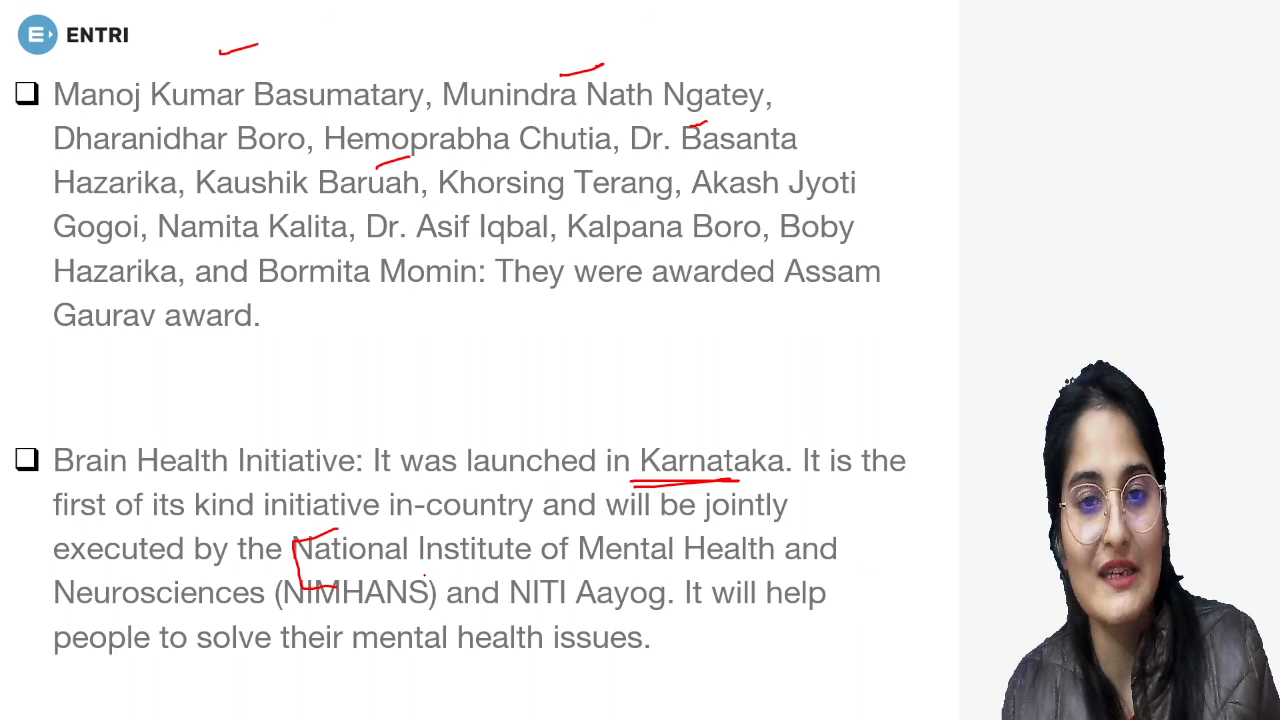 ENTRI
Manoj Kumar Basumatary, Munindra Nath Ngatey,
Dharanidhar Boro, Hemoprabha Chutia, Dr. Basanta
Hazarika, Kaushik Baruah, Khorsing Terang, Akash Jyoti
Gogoi, Namita Kalita, Dr. Asif Iqbal, Kalpana Boro, Boby
Hazarika, and Bormita Momin: They were awarded Assam
Gaurav award.
Brain Health Initiative: It was launched in Karnataka. It is the
first of its kind initiative in-country and will be jointly
executed by the National Institute of Mental Health and
Neurosciences (NIMHANS) and NITI Aayog. It will help
people to solve their mental health issues.